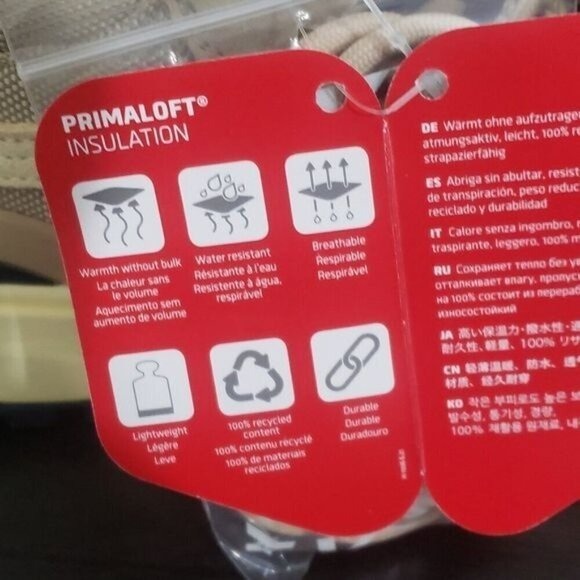 PRIMALOFT®
INSULATION
Warmth without bulk
La chaleur sans
le volume
Aquecimento sem
aumento de volume
Water resistant
Résistante à l'eau
Resistente à água,
respirável
Breathable
Respirable
Respirável
Lightweight
Légère
Leve
100% recycled
content
100% contenu recyclé
100% de materiais
reciclados
Durable
Durable
Duradouro
DE Wärmt ohne aufzutragen
atmungsaktiv, leicht, 100% re
strapazierfähig
ES Abriga sin abultar, resist
de transpiración, peso reduc
reciclado y durabilidad
IT Calore senza ingombro,
traspirante, leggero, 100% m
RU Сохраняет тепло без
отталкивает влагу, пропус
на 100% состоит из перераб
износостойкий
JA 高い保温力・撥水性・
耐久性、軽量、100% リサ
CN 轻薄温暖、防水、透
材质、经久耐穿
KO 작은 부피로도 높은 보
발수성, 통기성, 경량,
100% 재활용 원재료, 내